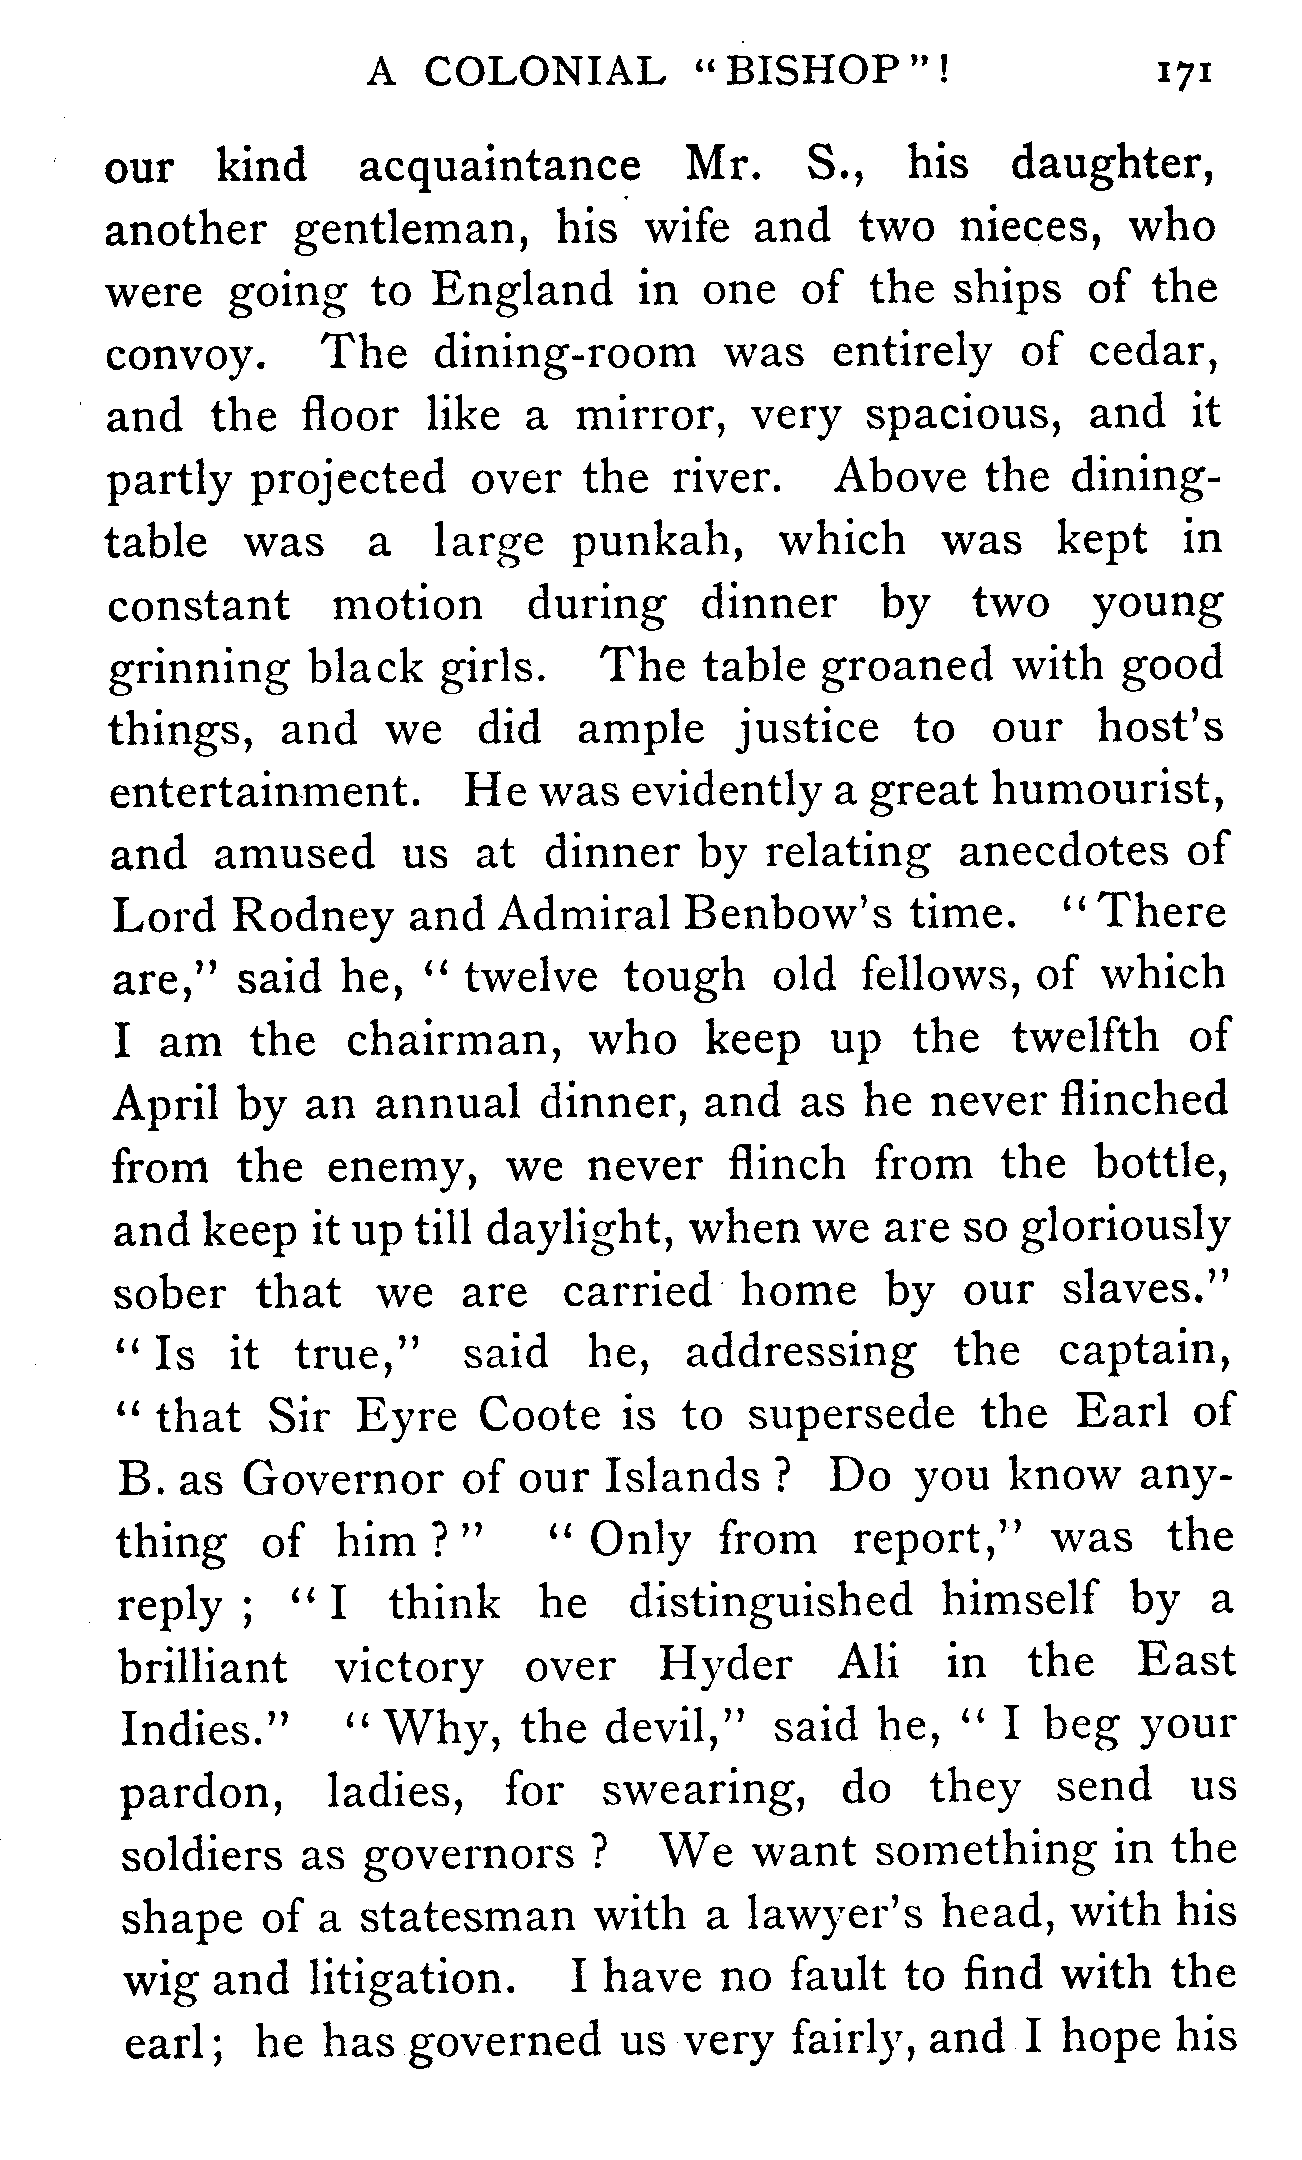 A COLONIAL "BISHOP"! 171
our kind acquaintance Mr. S., his daughter,
another gentleman, his wife and two nieces, who
were going to England in one of the ships of the
convoy. The dining-room was entirely of cedar,
and the floor like a mirror, very spacious, and it
partly projected over the river. Above the dining-
table was a large punkah, which was kept in
constant motion during dinner by two young
grinning black girls. The table groaned with good
things, and we did ample justice to our host's
entertainment. He was evidently a great humourist,
and amused us at dinner by relating anecdotes of
Lord Rodney and Admiral Benbow's time. "There
are," said he, "twelve tough old fellows, of which
I am the chairman, who keep up the twelfth of
April by an annual dinner, and as he never flinched
from the enemy, we never flinch from the bottle,
and keep it up till daylight, when we are so gloriously
sober that we are carried home by our slaves."
"Is it true," said he, addressing the captain,
"that Sir Eyre Coote is to supersede the Earl of
B. as Governor of our Islands? Do you know any-
thing of him?" "Only from report," was the
reply; "I think he distinguished himself by a
brilliant victory over Hyder Ali in the East
Indies." "Why, the devil," said he, "I beg your
pardon, ladies, for swearing, do they send us
soldiers as governors? We want something in the
shape of a statesman with a lawyer's head, with his
wig and litigation. I have no fault to find with the
earl; he has governed us very fairly, and I hope his